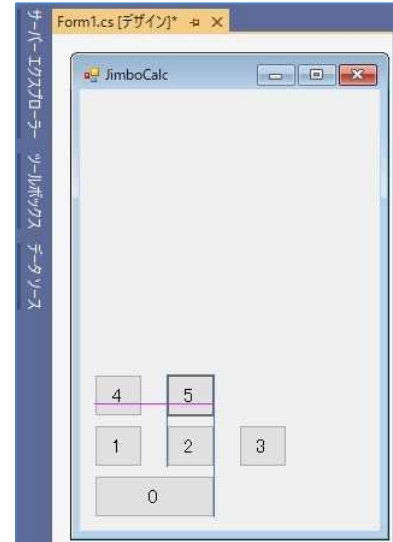 Form1.cs [デザイン]*
サーバー エクスプローラー
ツールボックス
データ ソース
JimboCalc
4 5
1 2 3
0